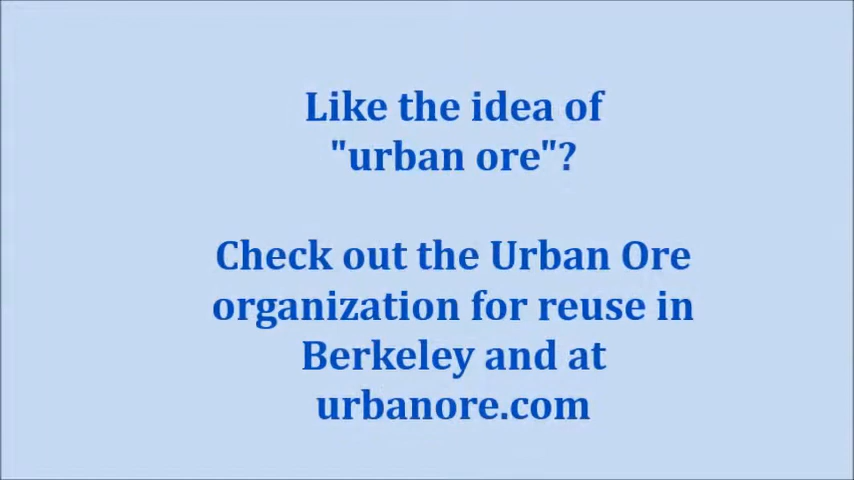 Like the idea of
"urban ore"?
Check out the Urban Ore
organization for reuse in
Berkeley and at
urbanore.com